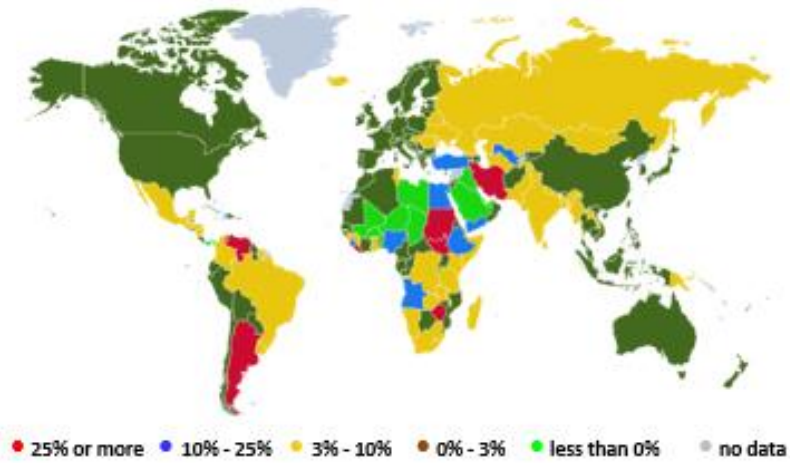 25% or more 10% - 25% 3% - 10% 0% - 3% less than 0% no data